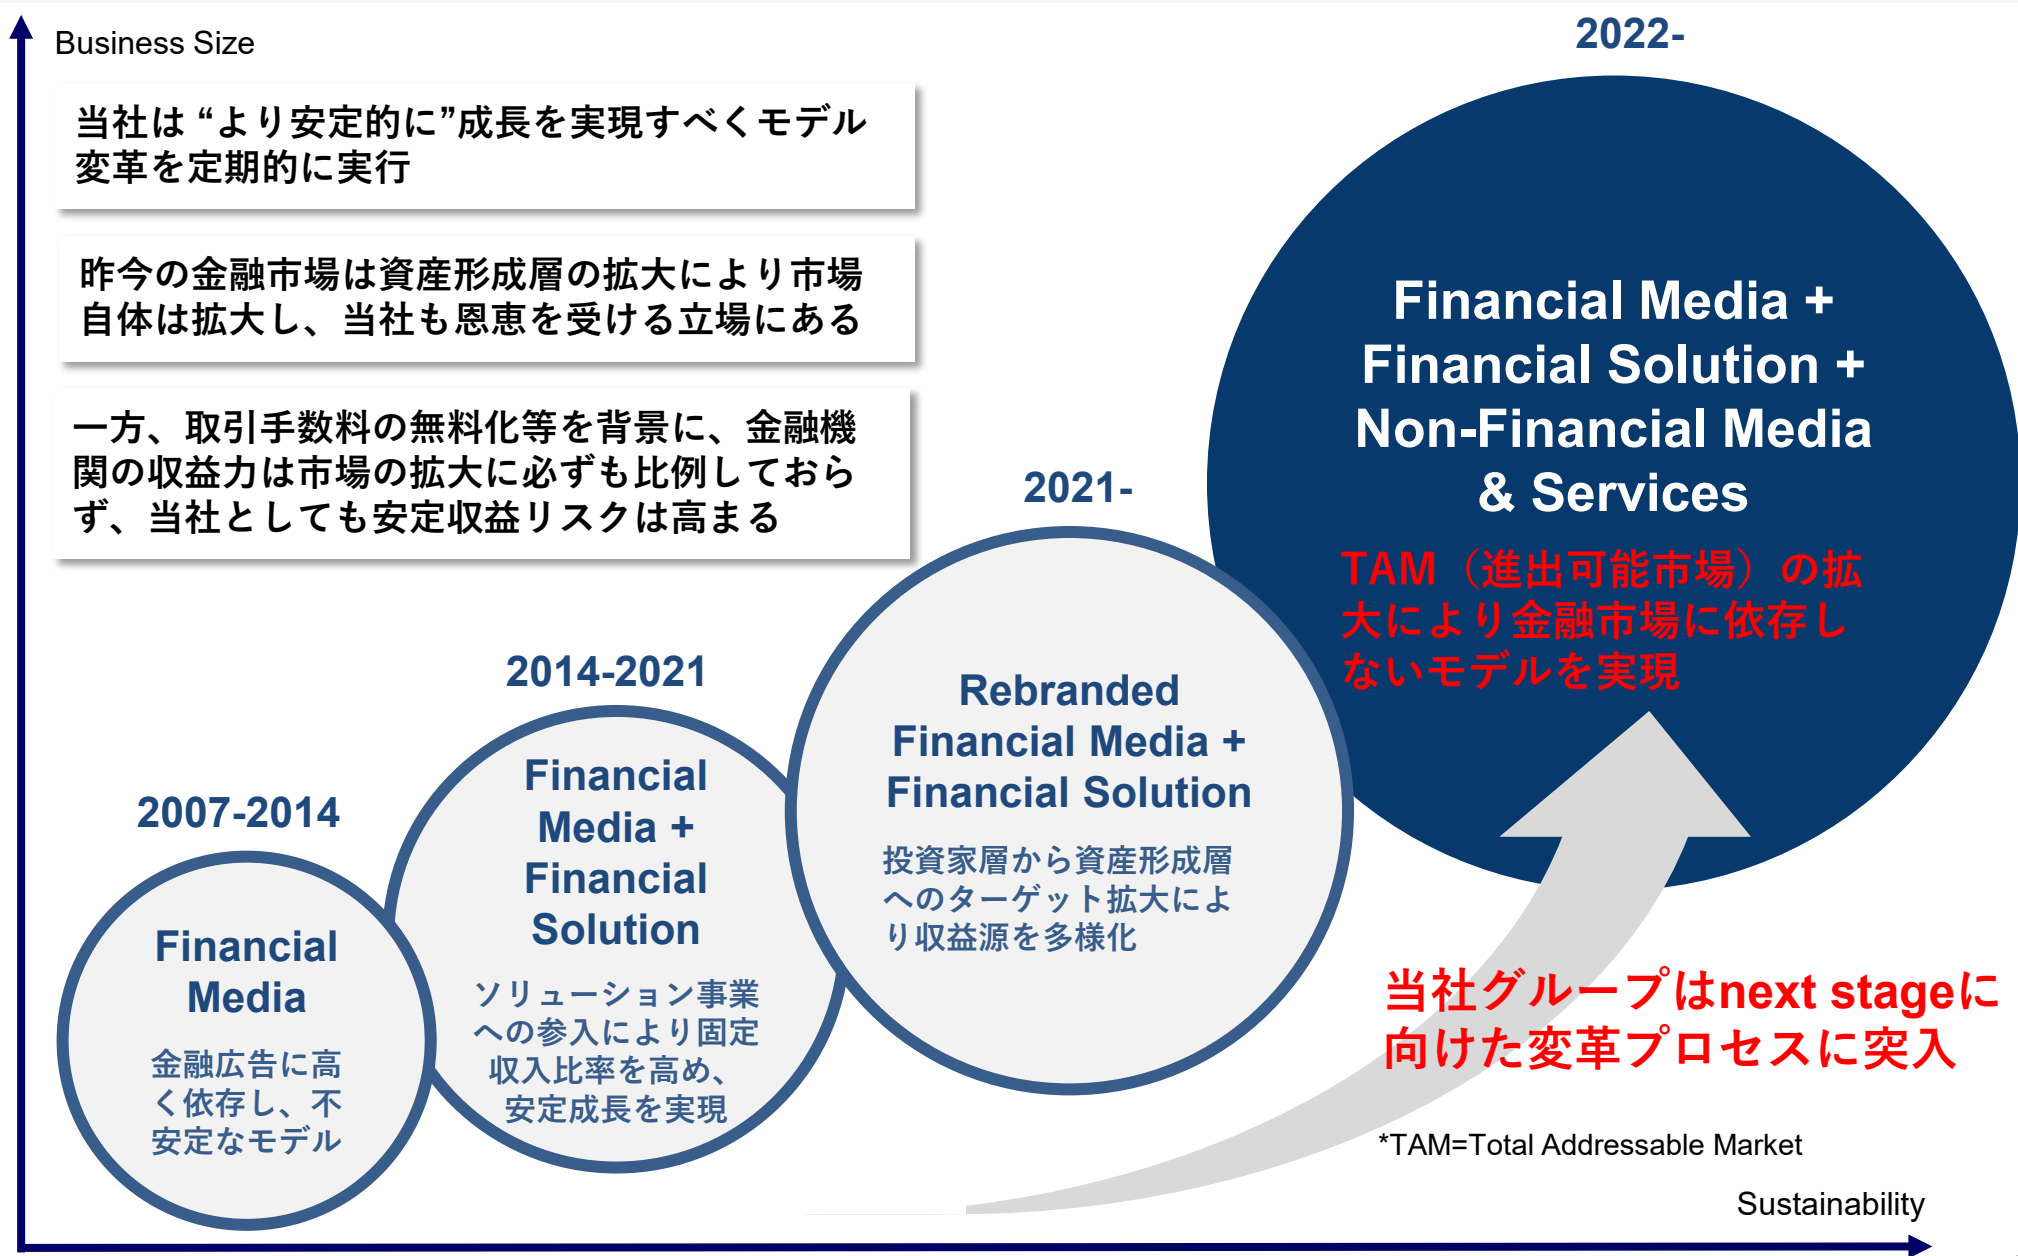 Business Size
当社は “より安定的に”成長を実現すべくモデル
変革を定期的に実行
昨今の金融市場は資産形成層の拡大により市場
自体は拡大し、当社も恩恵を受ける立場にある
一方、取引手数料の無料化等を背景に、金融機
関の収益力は市場の拡大に必ずも比例しておら
ず、当社としても安定収益リスクは高まる
2007-2014
Financial
Media
金融広告に高
く依存し、不
安定なモデル
2014-2021
Financial
Media +
Financial
Solution
ソリューション事業
への参入により固定
収入比率を高め、
安定成長を実現
2021-
Rebranded
Financial Media +
Financial Solution
投資家層から資産形成層
へのターゲット拡大によ
り収益源を多様化
2022-
Financial Media +
Financial Solution +
Non-Financial Media
& Services
TAM（進出可能市場）の拡
大により金融市場に依存し
ないモデルを実現
当社グループはnext stageに
向けた変革プロセスに突入
*TAM=Total Addressable Market
Sustainability